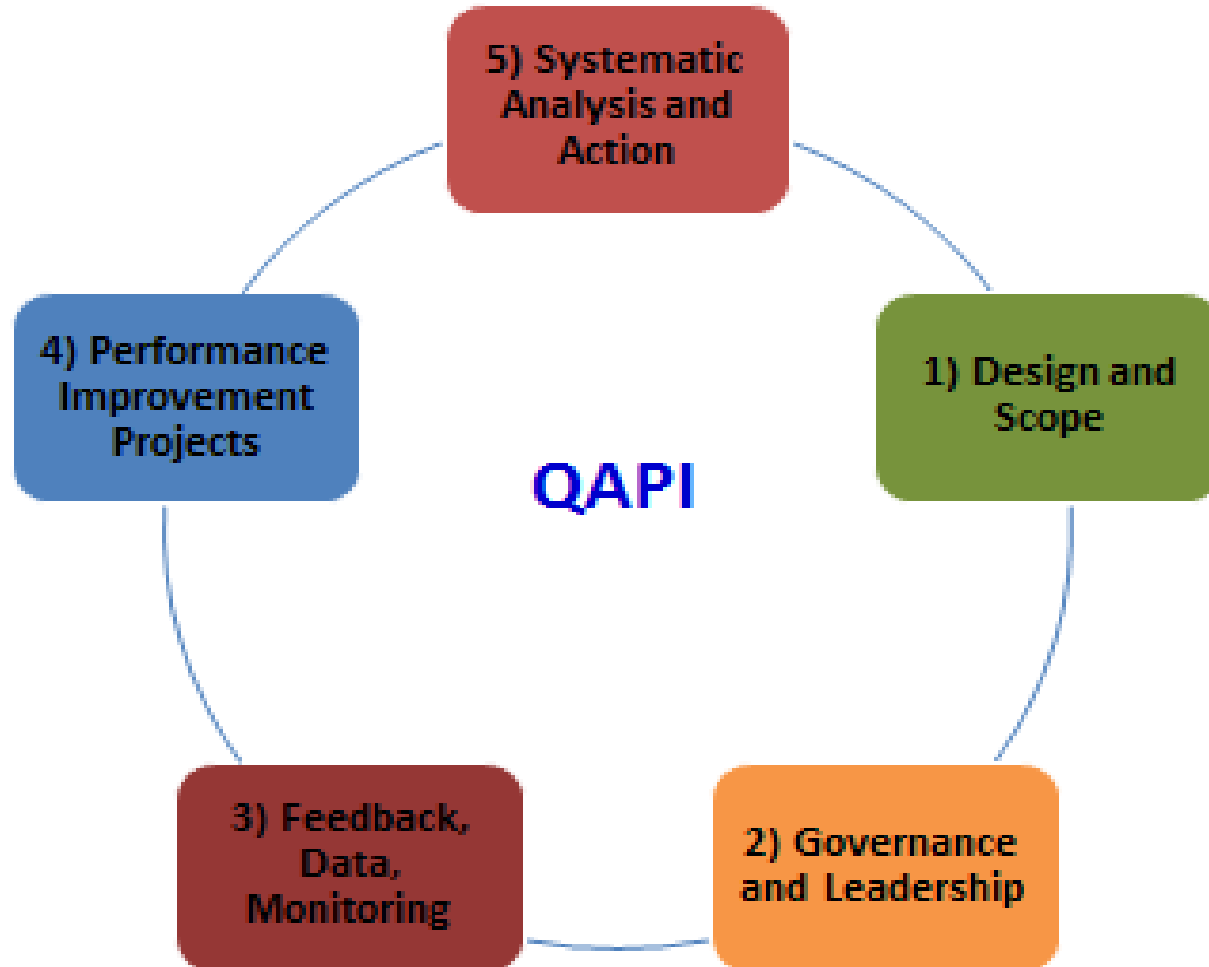 5) Systematic
Analysis and
Action
1) Design and
Scope
2) Governance
and Leadership
3) Feedback,
Data,
Monitoring
4) Performance
Improvement
Projects
QAPI